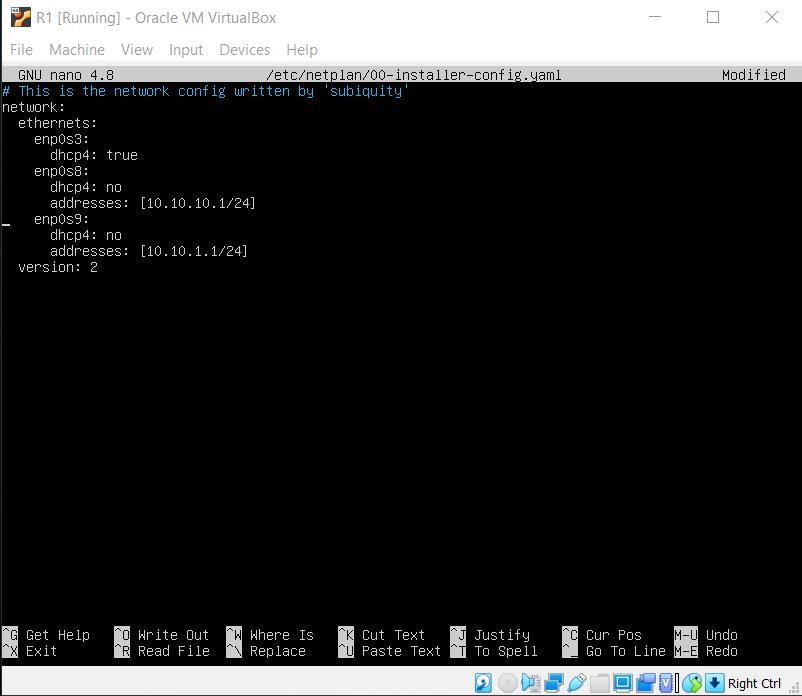 R1 [Running] - Oracle VM VirtualBox
File Machine View Input Devices Help
GNU nano 4.8 /etc/netplan/00-installer-config.yaml Modified
# This is the network config written by 'subiquity'
network:
  ethernets:
    enp0s3:
      dhcp4: true
    enp0s8:
      dhcp4: no
      addresses: [10.10.10.1/24]
    enp0s9:
      dhcp4: no
      addresses: [10.10.1.1/24]
  version: 2
^G Get Help ^O Write Out ^W Where Is ^K Cut Text ^J Justify ^C Cur Pos M-U Undo
^X Exit ^R Read File ^\ Replace ^U Paste Text ^T To Spell ^_ Go To Line M-E Redo
Right Ctrl